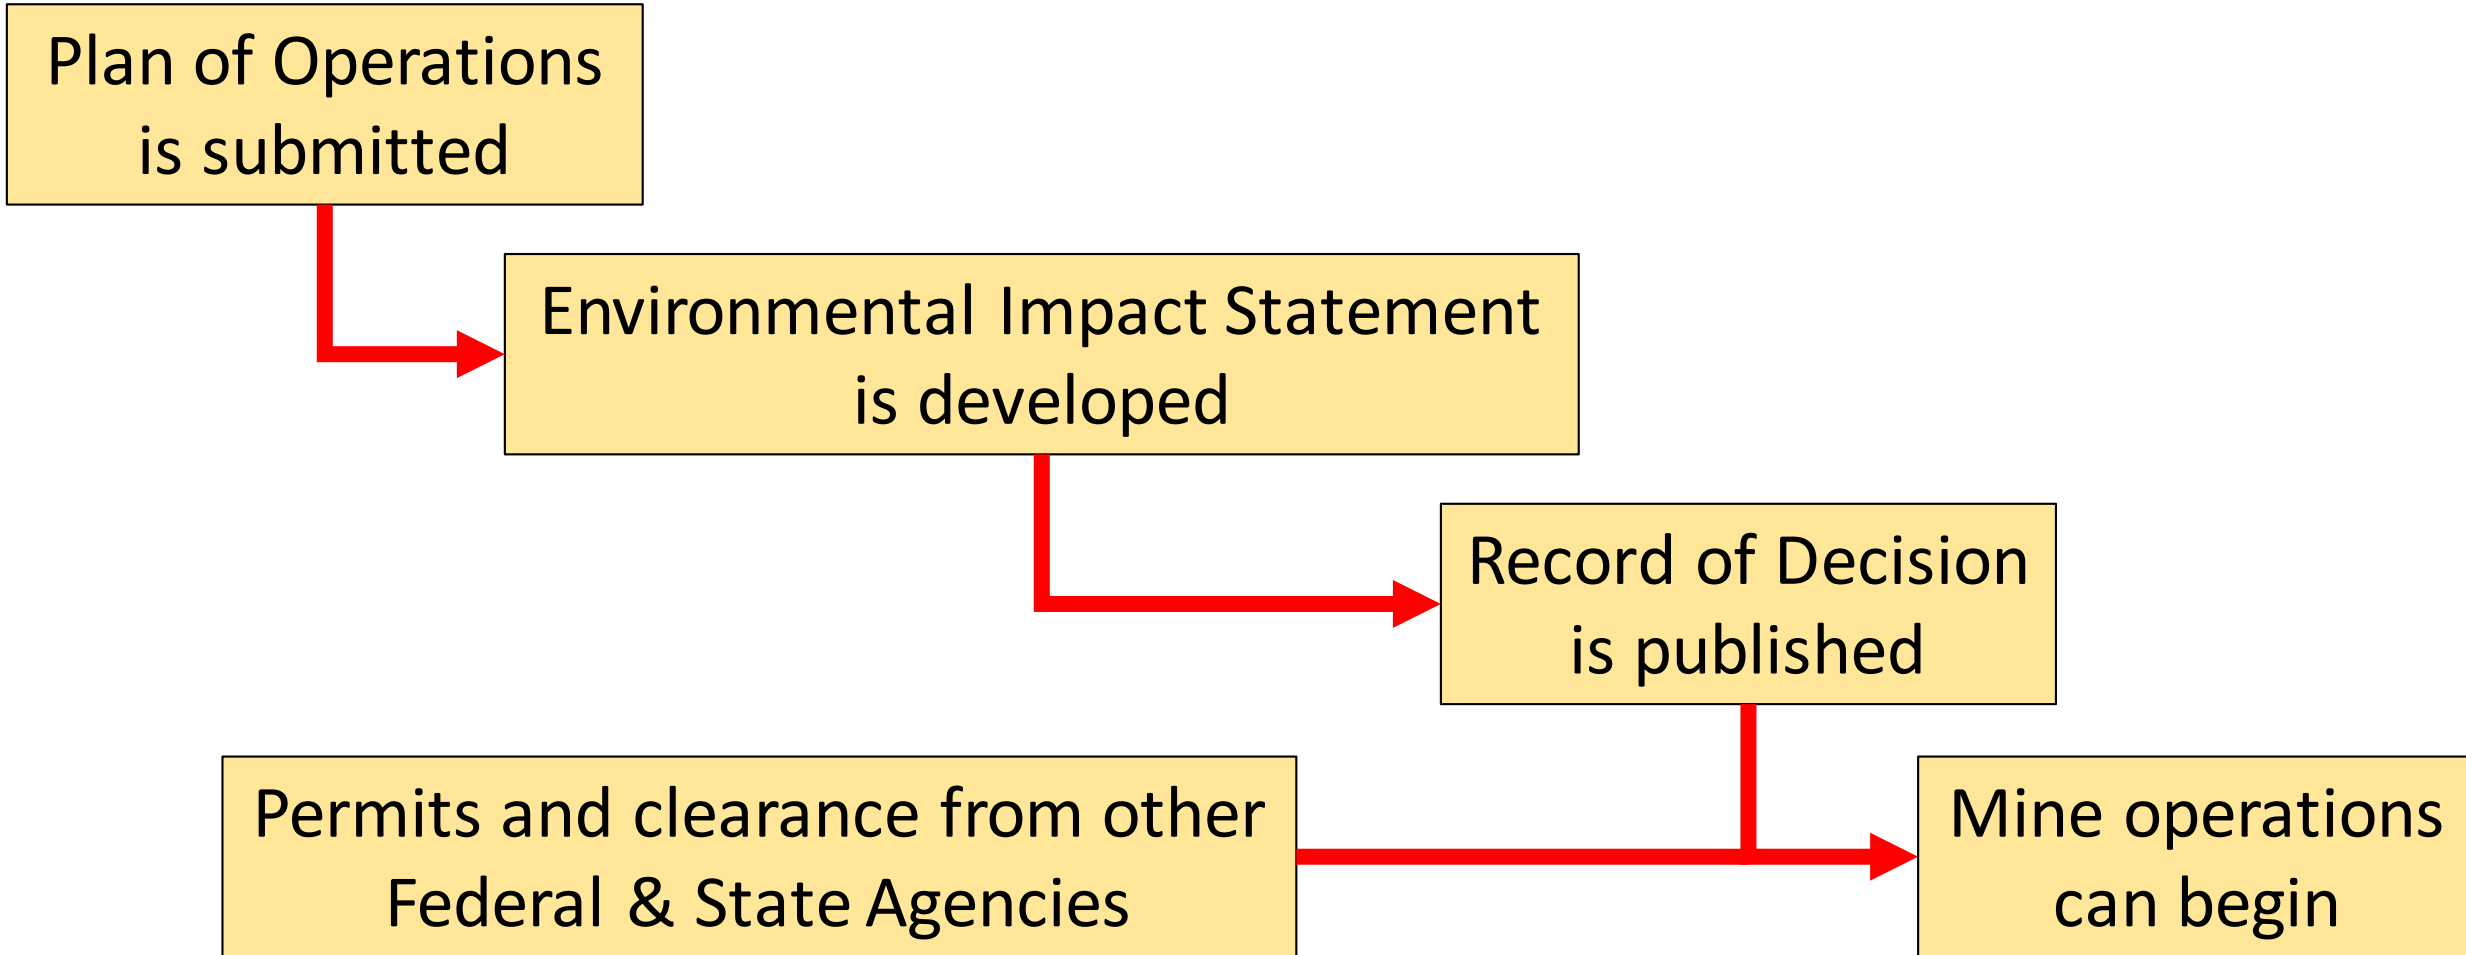 Plan of Operations
is submitted
Environmental Impact Statement
is developed
Record of Decision
is published
Permits and clearance from other
Federal & State Agencies
Mine operations
can begin